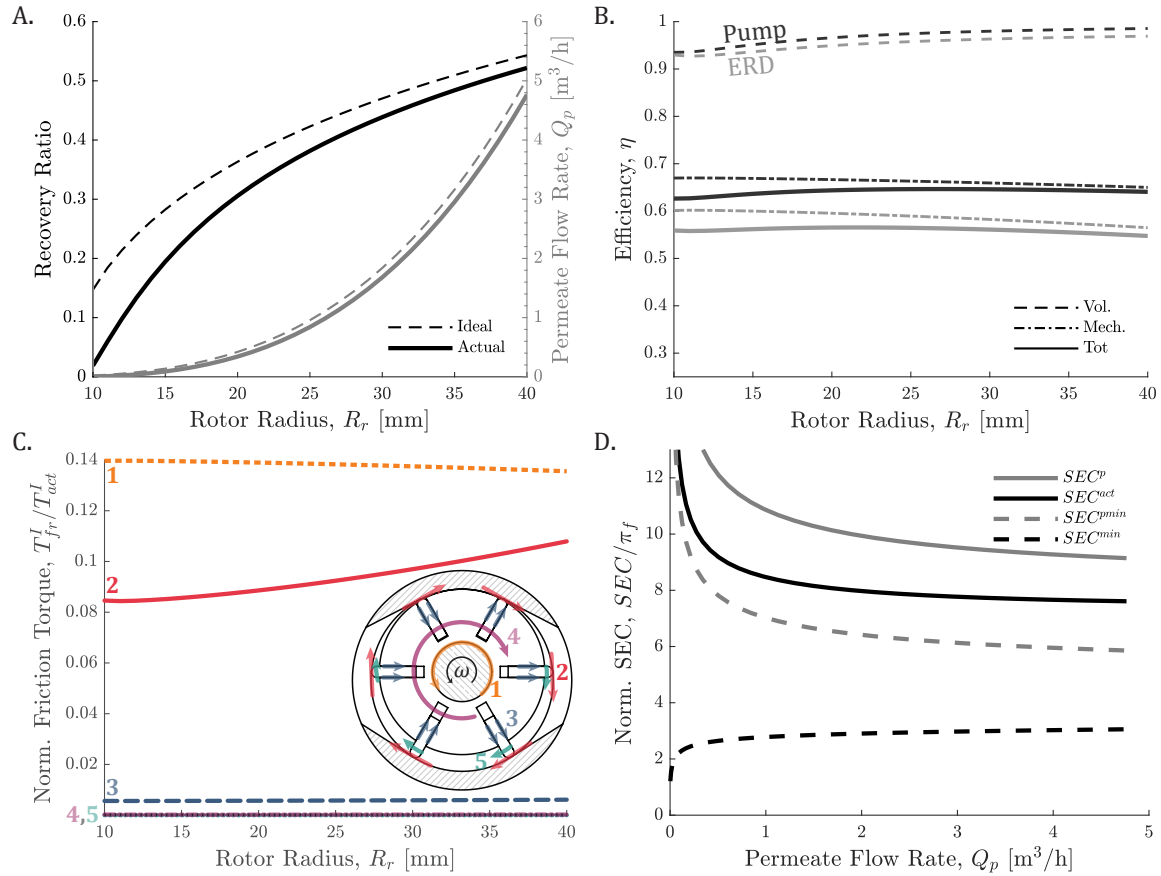 A.
0.6
0.5
0.4
0.3
0.2
0.1
0
Recovery Ratio
6
5
4
3
2
1
0
Permeate Flow Rate, Q_p [m³/h]
Ideal
Actual
10 15 20 25 30 35 40
Rotor Radius, R_r [mm]
B.
1
0.9
0.8
0.7
0.6
0.5
0.4
0.3
Efficiency, η
Pump
ERD
Vol.
Mech.
Tot
10 15 20 25 30 35 40
Rotor Radius, R_r [mm]
C.
0.14
0.12
0.1
0.08
0.06
0.04
0.02
Norm. Friction Torque, T_fr^I/T_act^I
1
2
3
4,5
4
ω
2
1
3
5
10 15 20 25 30 35 40
Rotor Radius, R_r [mm]
D.
12
10
8
6
4
2
0
Norm. SEC, SEC/π_f
SEC^p
SEC^act
SEC^pmin
SEC^min
0 1 2 3 4 5
Permeate Flow Rate, Q_p [m³/h]